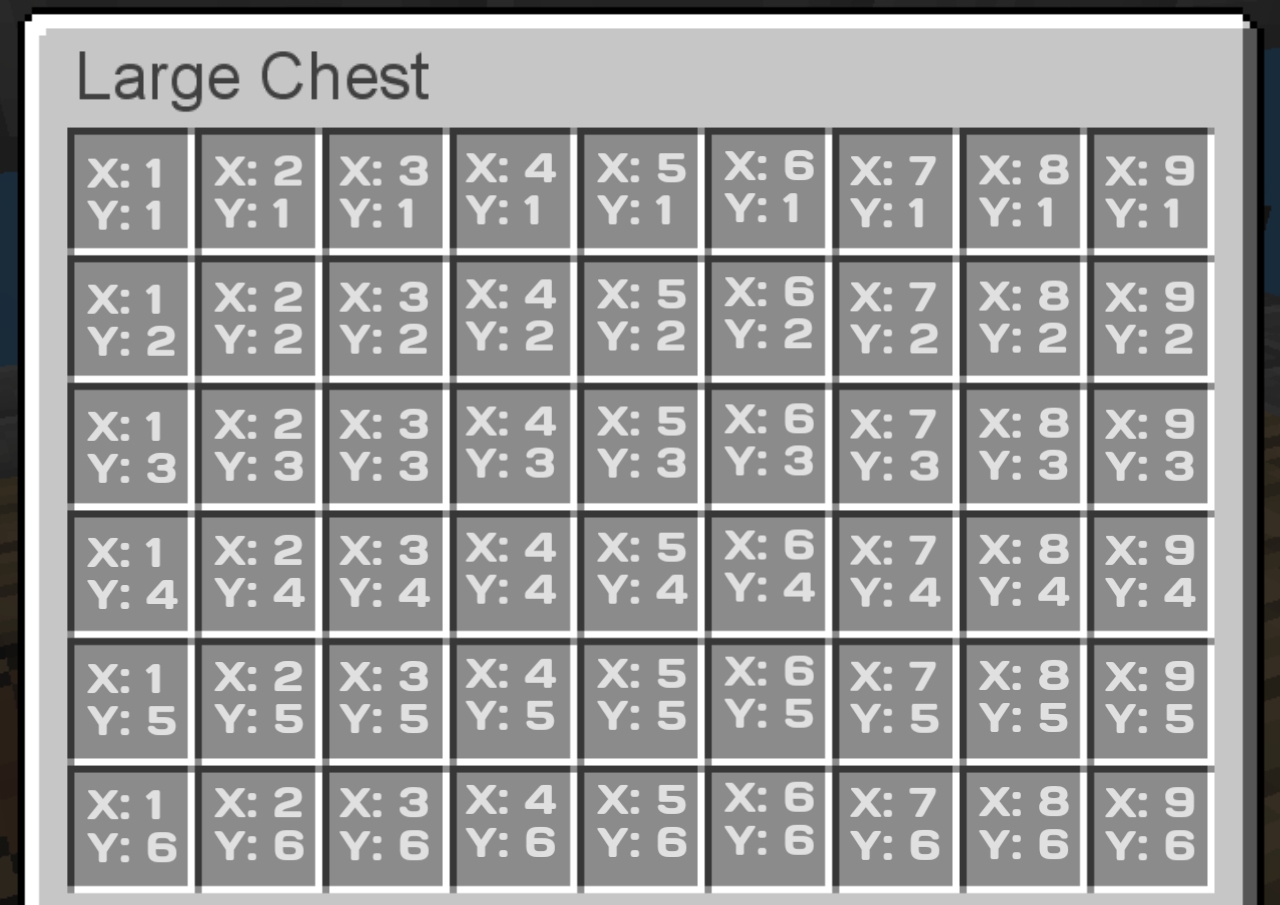 Large Chest
X: 1 X: 2 X: 3 X: 4 X: 5 X: 6 X: 7 X: 8 X: 9
Y: 1 Y: 1 Y: 1 Y: 1 Y: 1 Y: 1 Y: 1 Y: 1 Y: 1
X: 1 X: 2 X: 3 X: 4 X: 5 X: 6 X: 7 X: 8 X: 9
Y: 2 Y: 2 Y: 2 Y: 2 Y: 2 Y: 2 Y: 2 Y: 2 Y: 2
X: 1 X: 2 X: 3 X: 4 X: 5 X: 6 X: 7 X: 8 X: 9
Y: 3 Y: 3 Y: 3 Y: 3 Y: 3 Y: 3 Y: 3 Y: 3 Y: 3
X: 1 X: 2 X: 3 X: 4 X: 5 X: 6 X: 7 X: 8 X: 9
Y: 4 Y: 4 Y: 4 Y: 4 Y: 4 Y: 4 Y: 4 Y: 4 Y: 4
X: 1 X: 2 X: 3 X: 4 X: 5 X: 6 X: 7 X: 8 X: 9
Y: 5 Y: 5 Y: 5 Y: 5 Y: 5 Y: 5 Y: 5 Y: 5 Y: 5
X: 1 X: 2 X: 3 X: 4 X: 5 X: 6 X: 7 X: 8 X: 9
Y: 6 Y: 6 Y: 6 Y: 6 Y: 6 Y: 6 Y: 6 Y: 6 Y: 6